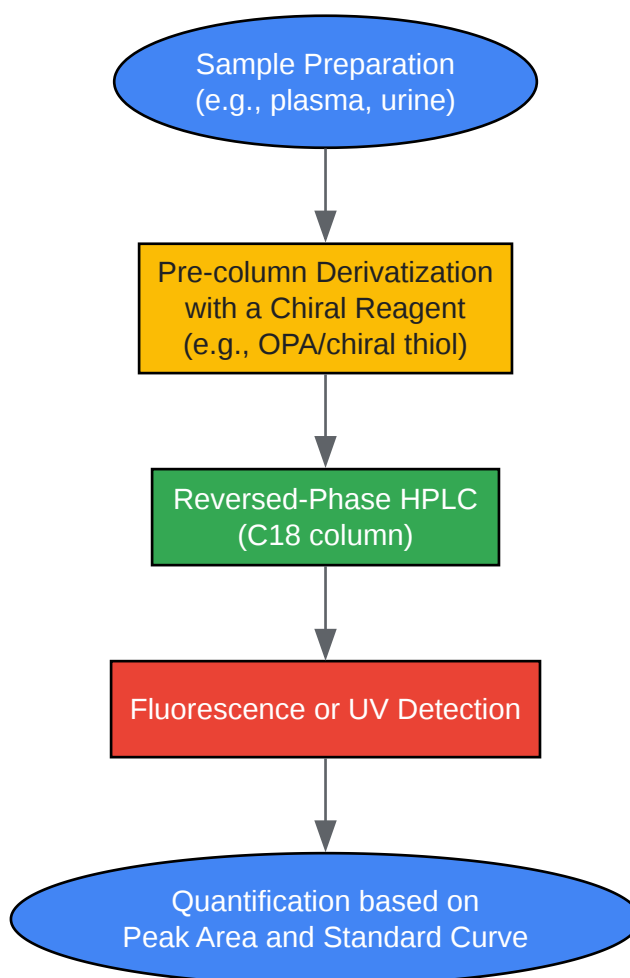 Sample Preparation
(e.g., plasma, urine)
Pre-column Derivatization
with a Chiral Reagent
(e.g., OPA/chiral thiol)
Reversed-Phase HPLC
(C18 column)
Fluorescence or UV Detection
Quantification based on
Peak Area and Standard Curve